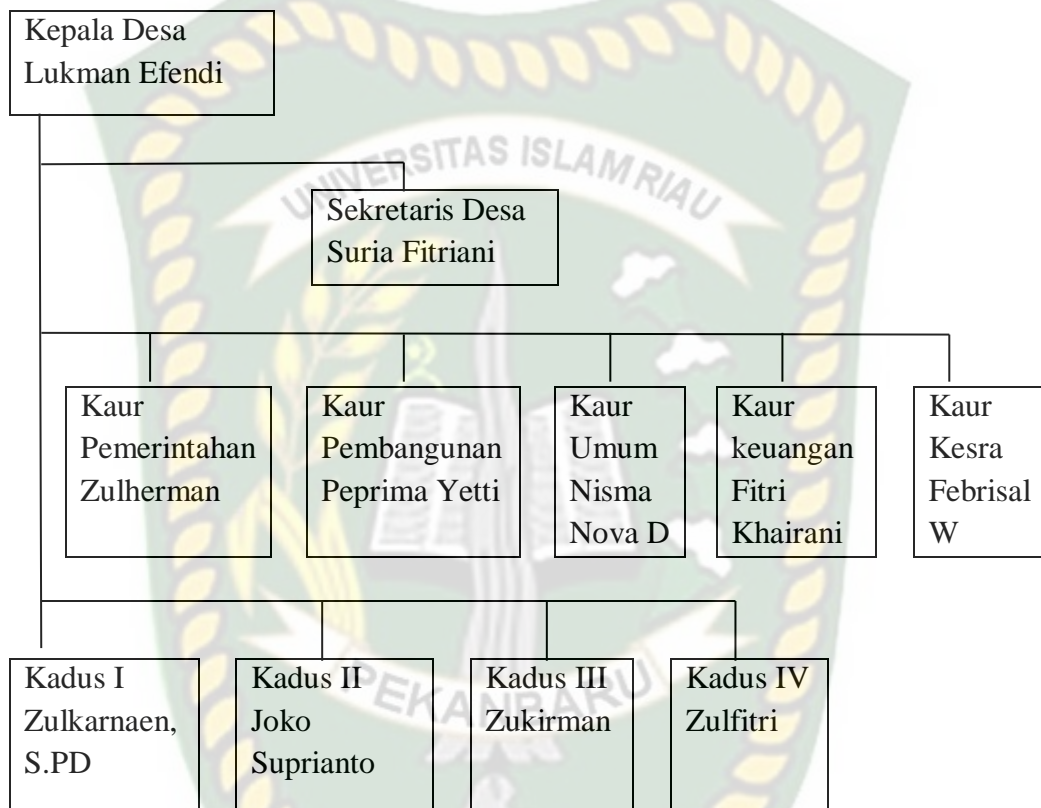 Kepala Desa
Lukman Efendi
UNIVERSITAS ISLAM RIAU
Sekretaris Desa
Suria Fitriani
Kaur
Pemerintahan
Zulherman
Kaur
Pembangunan
Peprima Yetti
Kaur
Umum
Nisma
Nova D
Kaur
keuangan
Fitri
Khairani
Kaur
Kesra
Febrisal
W
Kadus I
Zulkarnaen,
S.PD
Kadus II
Joko
Suprianto
Kadus III
Zukirman
Kadus IV
Zulfitri
PEKANBARU